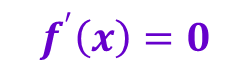 f′(x) = 0